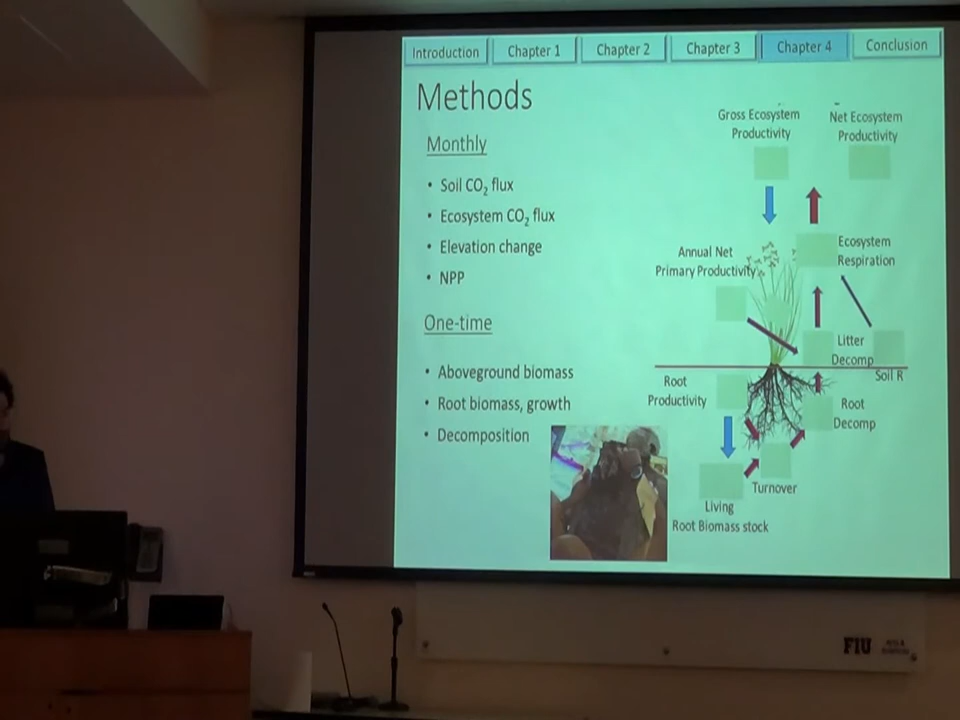 Introduction
Chapter 1
Chapter 2
Chapter 3
Chapter 4
Conclusion
Methods
Monthly
• Soil CO₂ flux
• Ecosystem CO₂ flux
• Elevation change
• NPP
One-time
• Aboveground biomass
• Root biomass, growth
• Decomposition
Gross Ecosystem
Productivity
Net Ecosystem
Productivity
Annual Net
Primary Productivity
Ecosystem
Respiration
Litter
Decomp
Soil R
Root
Productivity
Root
Decomp
Turnover
Living
Root Biomass stock
FIU